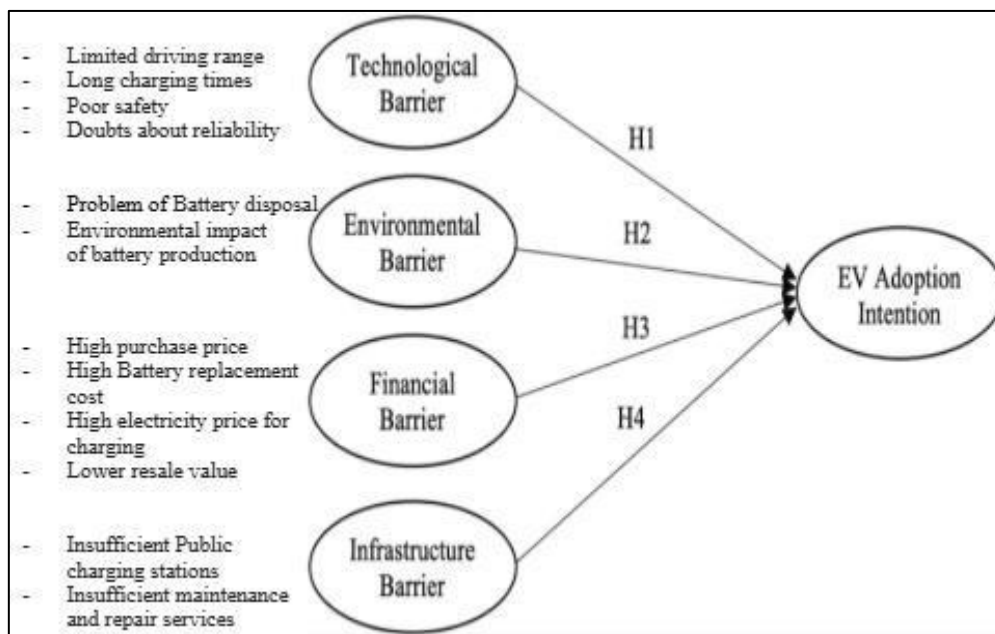 - Limited driving range
- Long charging times
- Poor safety
- Doubts about reliability
Technological
Barrier
H1
- Problem of Battery disposal
- Environmental impact
of battery production
Environmental
Barrier
H2
EV Adoption
Intention
- High purchase price
- High Battery replacement
cost
- High electricity price for
charging
- Lower resale value
Financial
Barrier
H3
H4
- Insufficient Public
charging stations
- Insufficient maintenance
and repair services
Infrastructure
Barrier